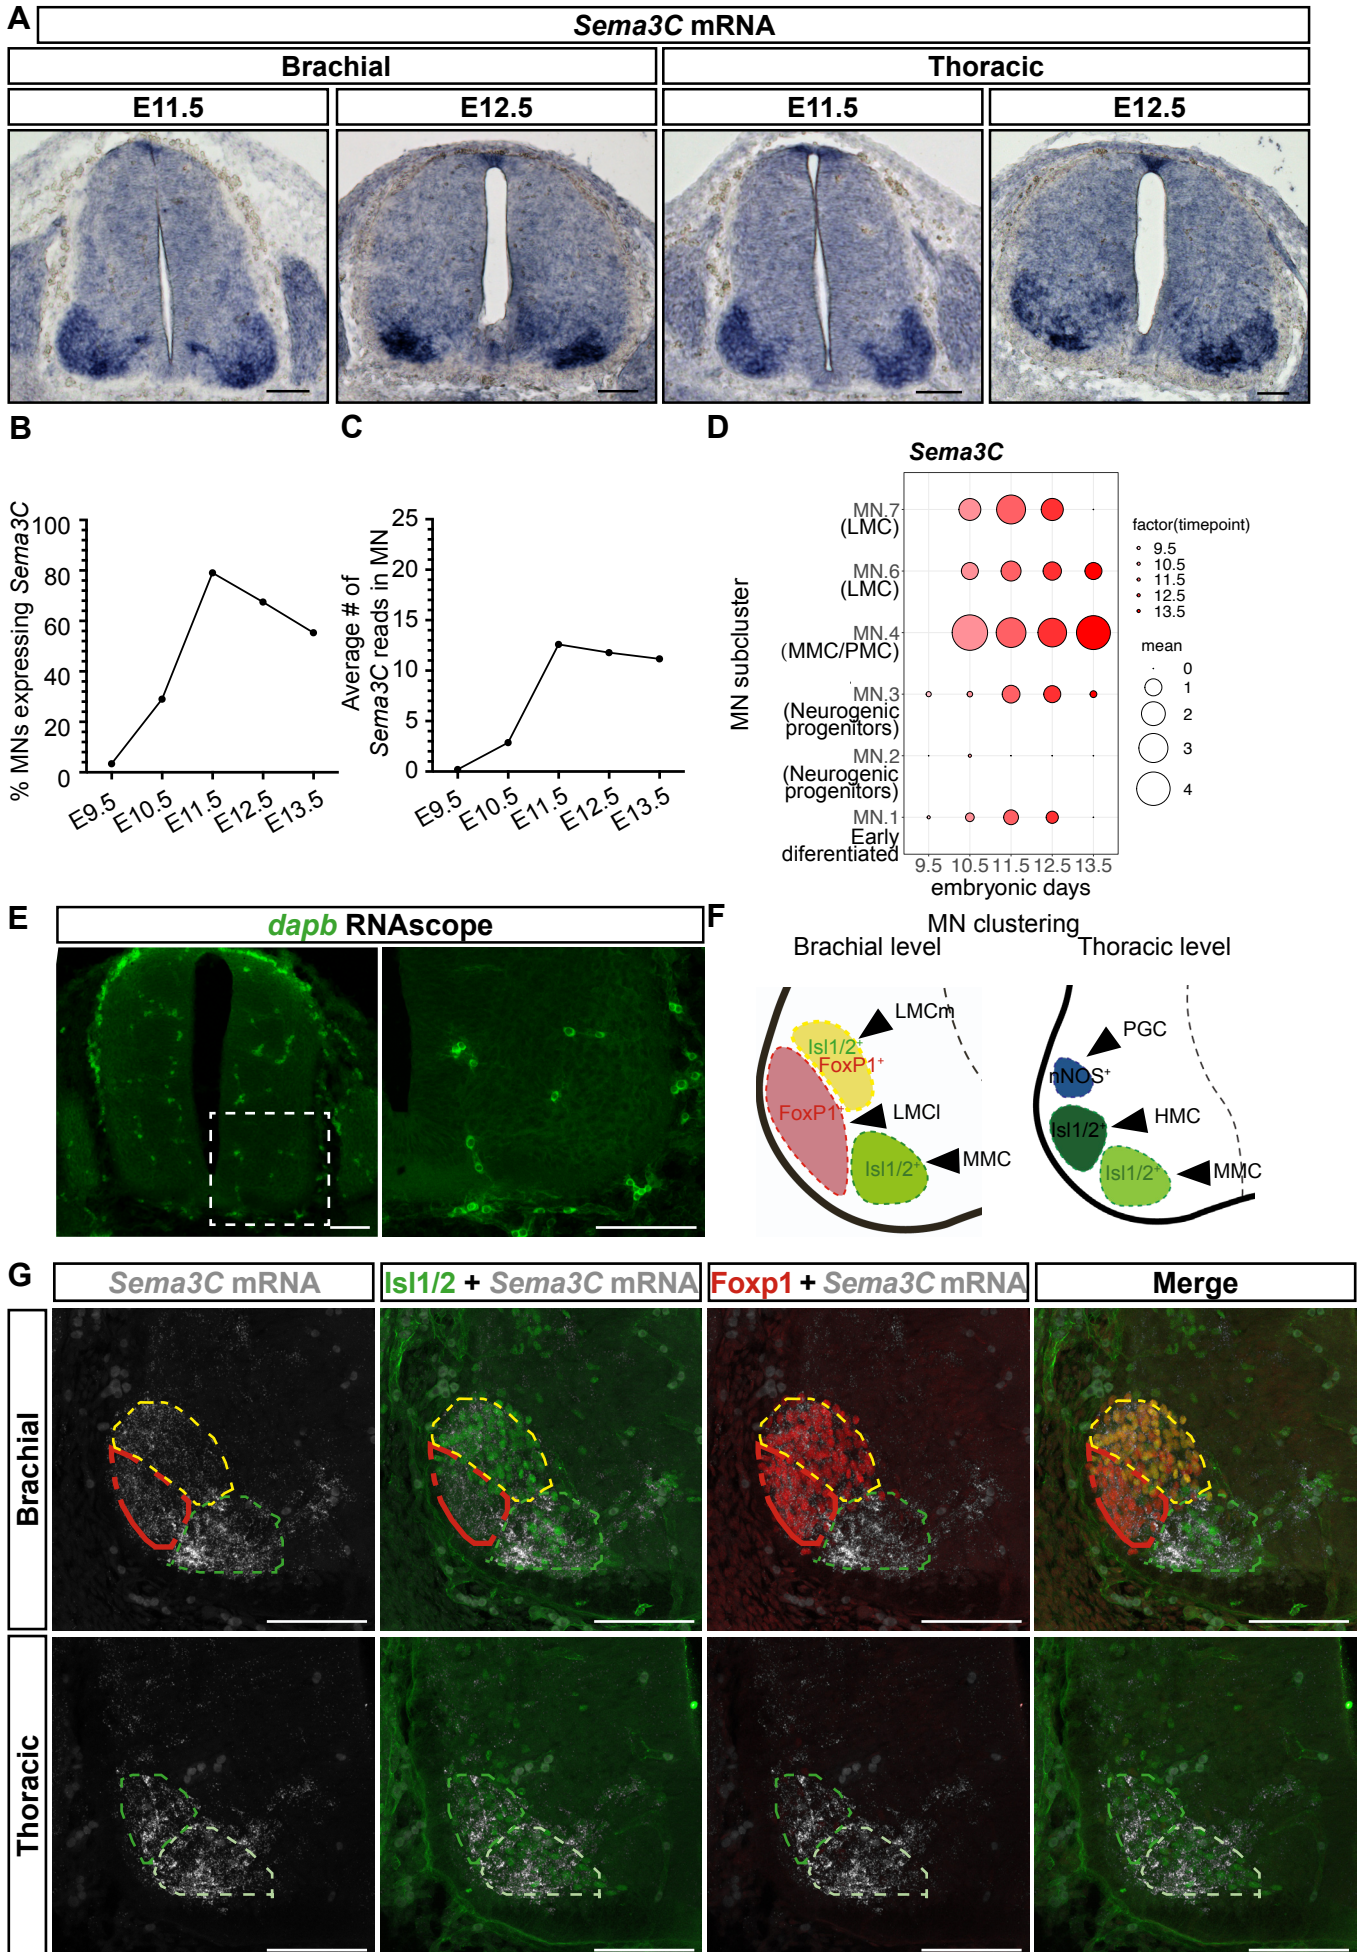 A
Sema3C mRNA
Brachial
Thoracic
E11.5
E12.5
E11.5
E12.5
B
% MNs expressing Sema3C
100
80
60
40
20
0
E9.5
E10.5
E11.5
E12.5
E13.5
C
Average # of
Sema3C reads in MN
25
20
15
10
5
0
E9.5
E10.5
E11.5
E12.5
E13.5
D
Sema3C
MN subcluster
MN.7
(LMC)
MN.6
(LMC)
MN.4
(MMC/PMC)
MN.3
(Neurogenic
progenitors)
MN.2
(Neurogenic
progenitors)
MN.1
Early
diferentiated
9.5 10.5 11.5 12.5 13.5
embryonic days
factor(timepoint)
9.5
10.5
11.5
12.5
13.5
mean
0
1
2
3
4
E
dapb RNAscope
F
MN clustering
Brachial level
Thoracic level
LMCm
Isl1/2+
FoxP1+
FoxP1+
LMCl
Isl1/2+
MMC
PGC
nNOS+
HMC
Isl1/2+
Isl1/2+
MMC
G
Sema3C mRNA
Isl1/2 + Sema3C mRNA
Foxp1 + Sema3C mRNA
Merge
Brachial
Thoracic